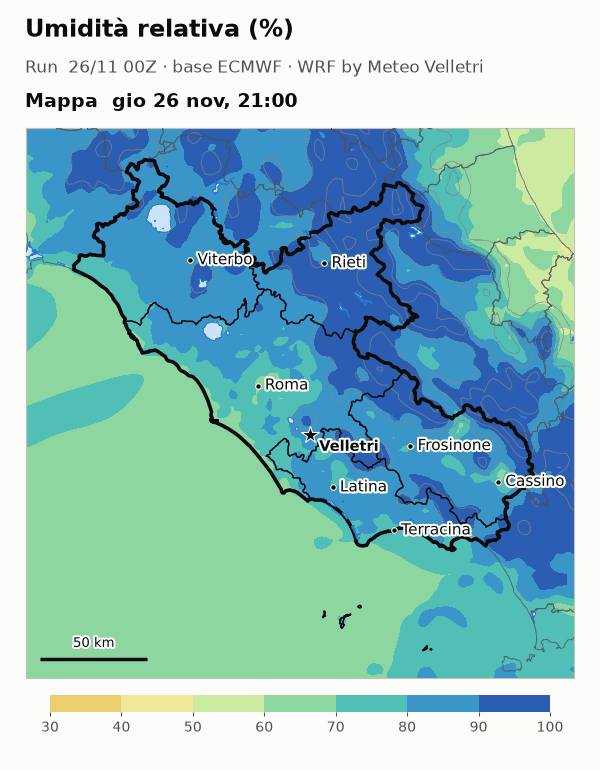 Umidità relativa (%)
Run  26/11 00Z · base ECMWF · WRF by Meteo Velletri
Mappa  gio 26 nov, 21:00
Viterbo
Rieti
Roma
Velletri
Frosinone
Latina
Cassino
Terracina
50 km
30 40 50 60 70 80 90 100